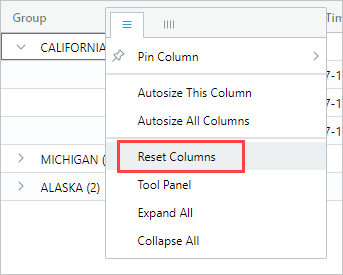 Group
Tim
CALIFORNIA
Pin Column
7-1
Autosize This Column
7-1
Autosize All Columns
7-1
Reset Columns
MICHIGAN (
Tool Panel
ALASKA (2)
Expand All
Collapse All